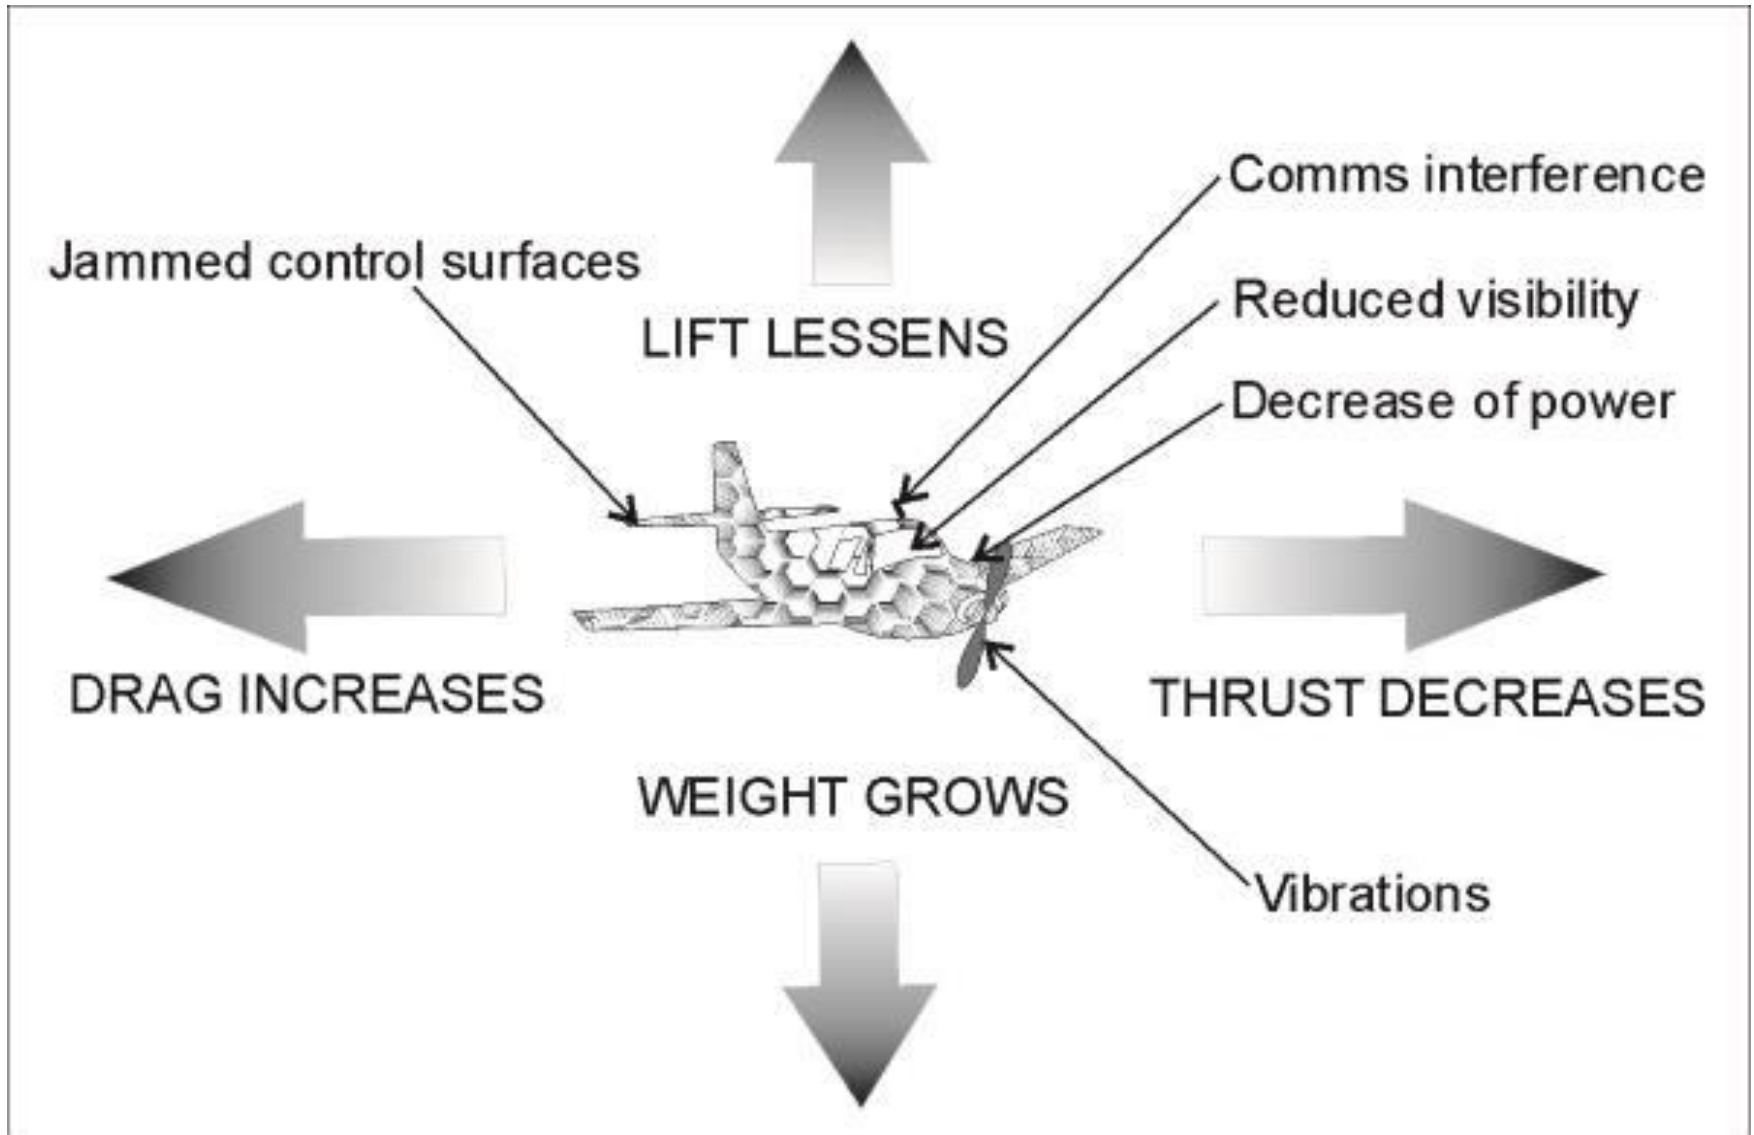 Comms interference
Jammed control surfaces
Reduced visibility
LIFT LESSENS
Decrease of power
DRAG INCREASES
THRUST DECREASES
WEIGHT GROWS
Vibrations